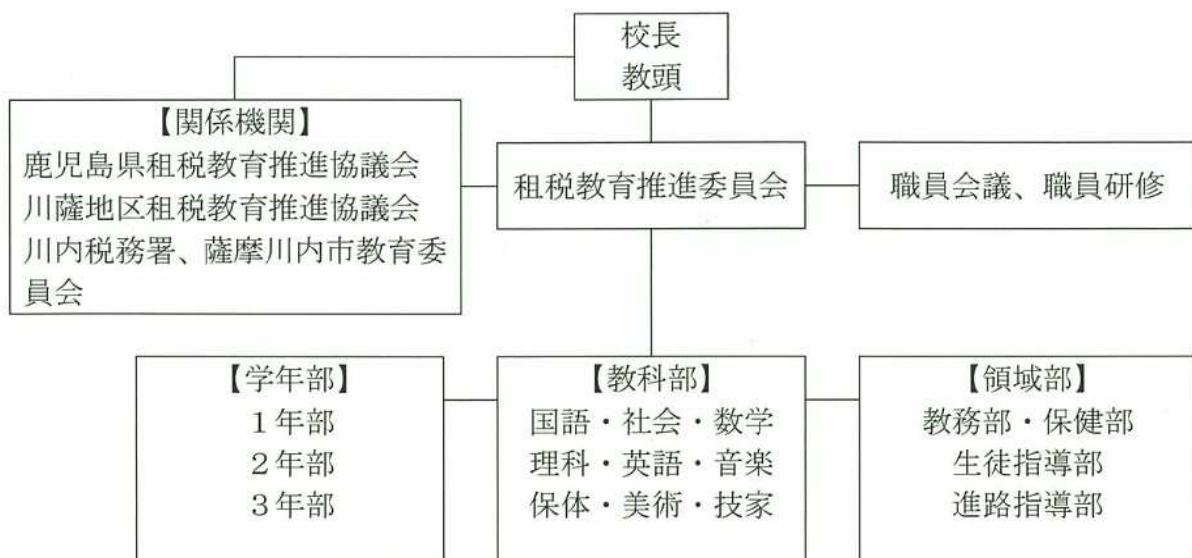 校長
教頭
【関係機関】
鹿児島県租税教育推進協議会
川薩地区租税教育推進協議会
川内税務署、薩摩川内市教育委
員会
租税教育推進委員会
職員会議、職員研修
【学年部】
１年部
２年部
３年部
【教科部】
国語・社会・数学
理科・英語・音楽
保体・美術・技家
【領域部】
教務部・保健部
生徒指導部
進路指導部